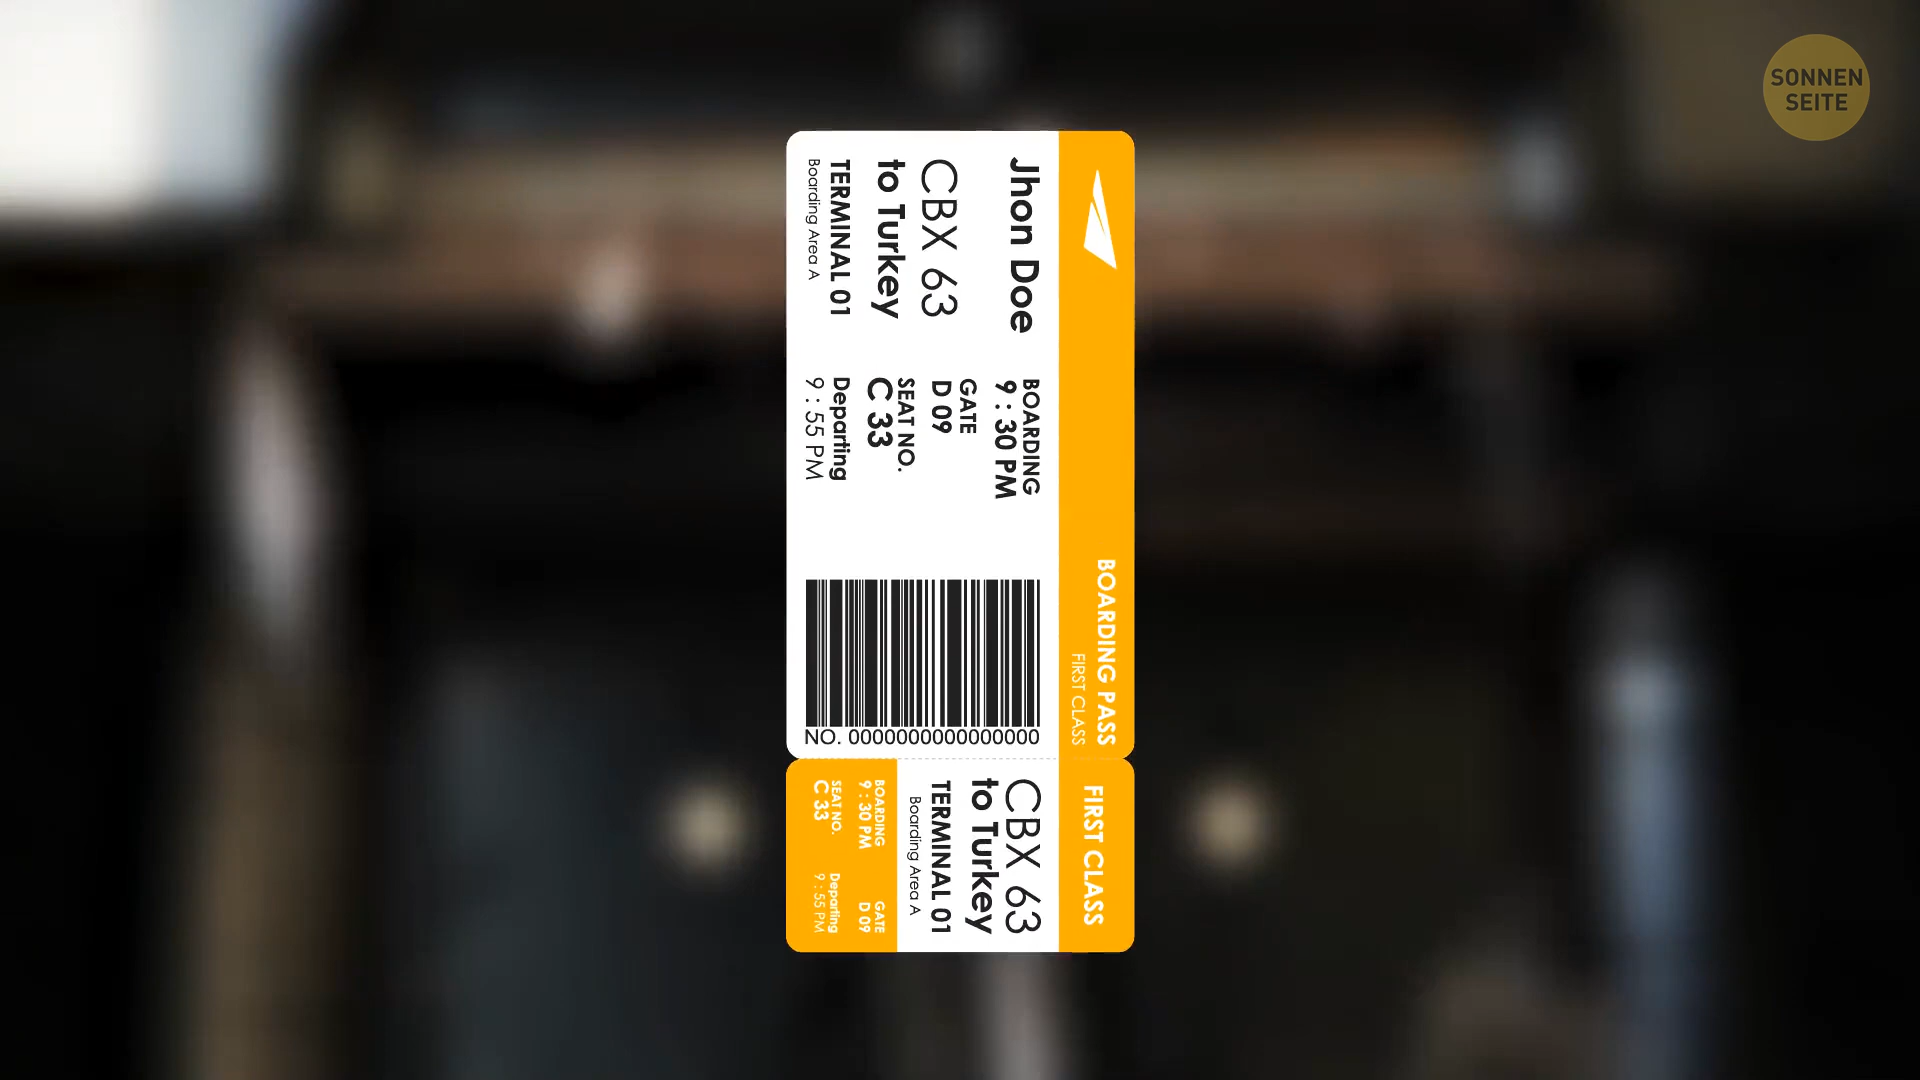 SONNEN
SEITE
BOARDING PASS
FIRST CLASS
Jhon Doe
CBX 63
to Turkey
TERMINAL 01
Boarding Area A
BOARDING
9 : 30 PM
GATE
D 09
SEAT NO.
C 33
Departing
9 : 55 PM
NO. 0000000000000000
FIRST CLASS
CBX 63
to Turkey
TERMINAL 01
Boarding Area A
BOARDING
9 : 30 PM
GATE
D 09
SEAT NO.
C 33
Departing
9 : 55 PM